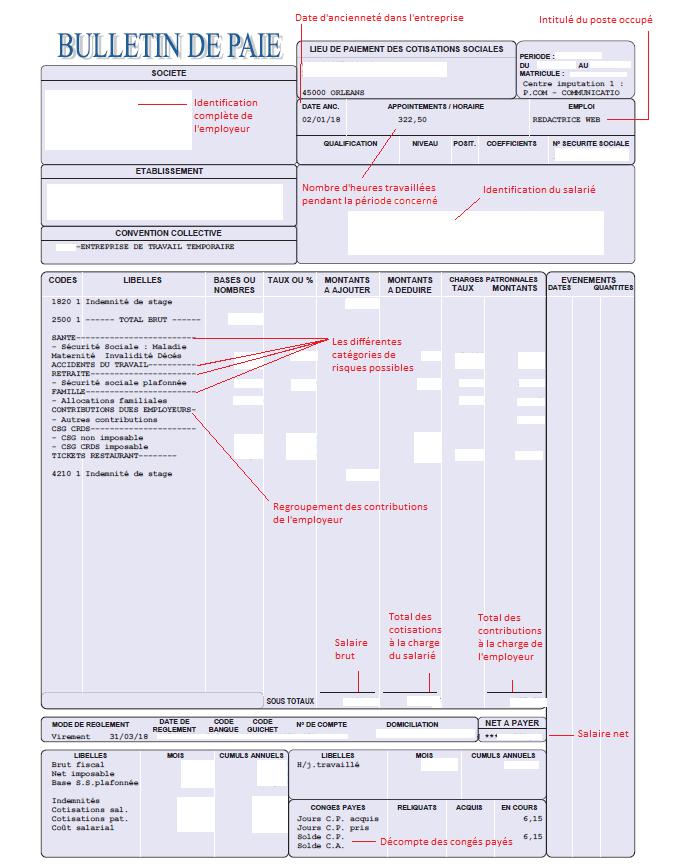 Date d'ancienneté dans l'entreprise
Intitulé du poste occupé
BULLETIN DE PAIE
LIEU DE PAIEMENT DES COTISATIONS SOCIALES
PERIODE :
DU AU
MATRICULE :
Centre imputation 1 :
P.COM - COMMUNICATIO
45000 ORLEANS
SOCIETE
Identification
complète de
l'employeur
DATE ANC. APPOINTEMENTS / HORAIRE EMPLOI
02/01/18 322,50 REDACTRICE WEB
QUALIFICATION NIVEAU POSIT. COEFFICIENTS N° SECURITE SOCIALE
ETABLISSEMENT
Nombre d'heures travaillées
pendant la période concerné
Identification du salarié
CONVENTION COLLECTIVE
-ENTREPRISE DE TRAVAIL TEMPORAIRE
CODES LIBELLES BASES OU NOMBRES TAUX OU % MONTANTS A AJOUTER MONTANTS A DEDUIRE CHARGES PATRONNALES TAUX MONTANTS EVENEMENTS DATES QUANTITES
1820 1 Indemnité de stage
2500 1 ------ TOTAL BRUT ------
SANTE------------------------
- Sécurité Sociale : Maladie
Maternité Invalidité Décés
ACCIDENTS DU TRAVAIL---------
RETRAITE---------------------
- Sécurité sociale plafonnée
FAMILLE----------------------
- Allocations familiales
CONTRIBUTIONS DUES EMPLOYEURS-
- Autres contributions
CSG CRDS---------------------
- CSG non imposable
- CSG CRDS imposable
TICKETS RESTAURANT--------
4210 1 Indemnité de stage
Les différentes
catégories de
risques possibles
Regroupement des contributions
de l'employeur
Salaire
brut
Total des
cotisations
à la charge
du salarié
Total des
contributions
à la charge de
l'employeur
SOUS TOTAUX
MODE DE REGLEMENT DATE DE REGLEMENT CODE BANQUE CODE GUICHET N° DE COMPTE DOMICILIATION NET A PAYER
Virement 31/03/18 ***
Salaire net
LIBELLES MOIS CUMULS ANNUELS
Brut fiscal
Net imposable
Base S.S.plafonnée
Indemnités
Cotisations sal.
Cotisations pat.
Coût salarial
LIBELLES MOIS CUMULS ANNUELS
H/j.travaillé
CONGES PAYES RELIQUATS ACQUIS EN COURS
Jours C.P. acquis 6,15
Jours C.P. pris
Solde C.P. 6,15
Solde C.A.
Décompte des congés payés